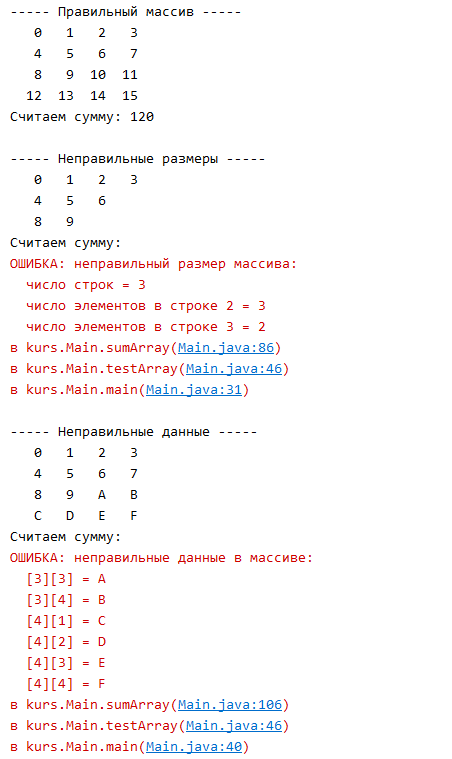 ----- Правильный массив -----
   0   1   2   3
   4   5   6   7
   8   9  10  11
  12  13  14  15
Считаем сумму: 120

----- Неправильные размеры -----
   0   1   2   3
   4   5   6
   8   9
Считаем сумму:
ОШИБКА: неправильный размер массива:
  число строк = 3
  число элементов в строке 2 = 3
  число элементов в строке 3 = 2
в kurs.Main.sumArray(Main.java:86)
в kurs.Main.testArray(Main.java:46)
в kurs.Main.main(Main.java:31)

----- Неправильные данные -----
   0   1   2   3
   4   5   6   7
   8   9   A   B
   C   D   E   F
Считаем сумму:
ОШИБКА: неправильные данные в массиве:
  [3][3] = A
  [3][4] = B
  [4][1] = C
  [4][2] = D
  [4][3] = E
  [4][4] = F
в kurs.Main.sumArray(Main.java:106)
в kurs.Main.testArray(Main.java:46)
в kurs.Main.main(Main.java:40)